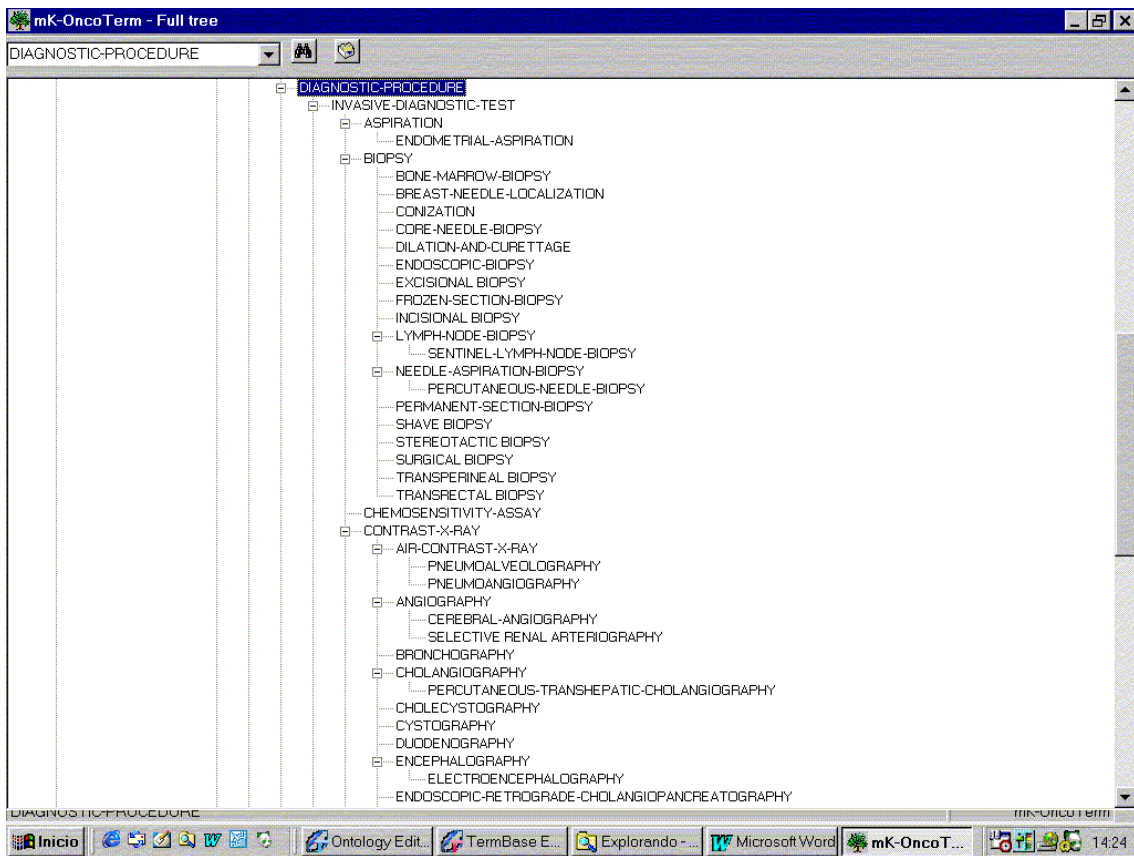 mK-OncoTerm - Full tree
DIAGNOSTIC-PROCEDURE
DIAGNOSTIC-PROCEDURE
INVASIVE-DIAGNOSTIC-TEST
ASPIRATION
ENDOMETRIAL-ASPIRATION
BIOPSY
BONE-MARROW-BIOPSY
BREAST-NEEDLE-LOCALIZATION
CONIZATION
CORE-NEEDLE-BIOPSY
DILATION-AND-CURETTAGE
ENDOSCOPIC-BIOPSY
EXCISIONAL BIOPSY
FROZEN-SECTION-BIOPSY
INCISIONAL BIOPSY
LYMPH-NODE-BIOPSY
SENTINEL-LYMPH-NODE-BIOPSY
NEEDLE-ASPIRATION-BIOPSY
PERCUTANEOUS-NEEDLE-BIOPSY
PERMANENT-SECTION-BIOPSY
SHAVE BIOPSY
STEREOTACTIC BIOPSY
SURGICAL BIOPSY
TRANSPERINEAL BIOPSY
TRANSRECTAL BIOPSY
CHEMOSENSITIVITY-ASSAY
CONTRAST-X-RAY
AIR-CONTRAST-X-RAY
PNEUMOALVEOLOGRAPHY
PNEUMOANGIOGRAPHY
ANGIOGRAPHY
CEREBRAL-ANGIOGRAPHY
SELECTIVE RENAL ARTERIOGRAPHY
BRONCHOGRAPHY
CHOLANGIOGRAPHY
PERCUTANEOUS-TRANSHEPATIC-CHOLANGIOGRAPHY
CHOLECYSTOGRAPHY
CYSTOGRAPHY
DUODENOGRAPHY
ENCEPHALOGRAPHY
ELECTROENCEPHALOGRAPHY
ENDOSCOPIC-RETROGRADE-CHOLANGIOPANCREATOGRAPHY
DIAGNOSTIC-PROCEDURE mK-OncoTerm
Inicio Ontology Edit... TermBase E... Explorando -... Microsoft Word mK-OncoT... 14:24